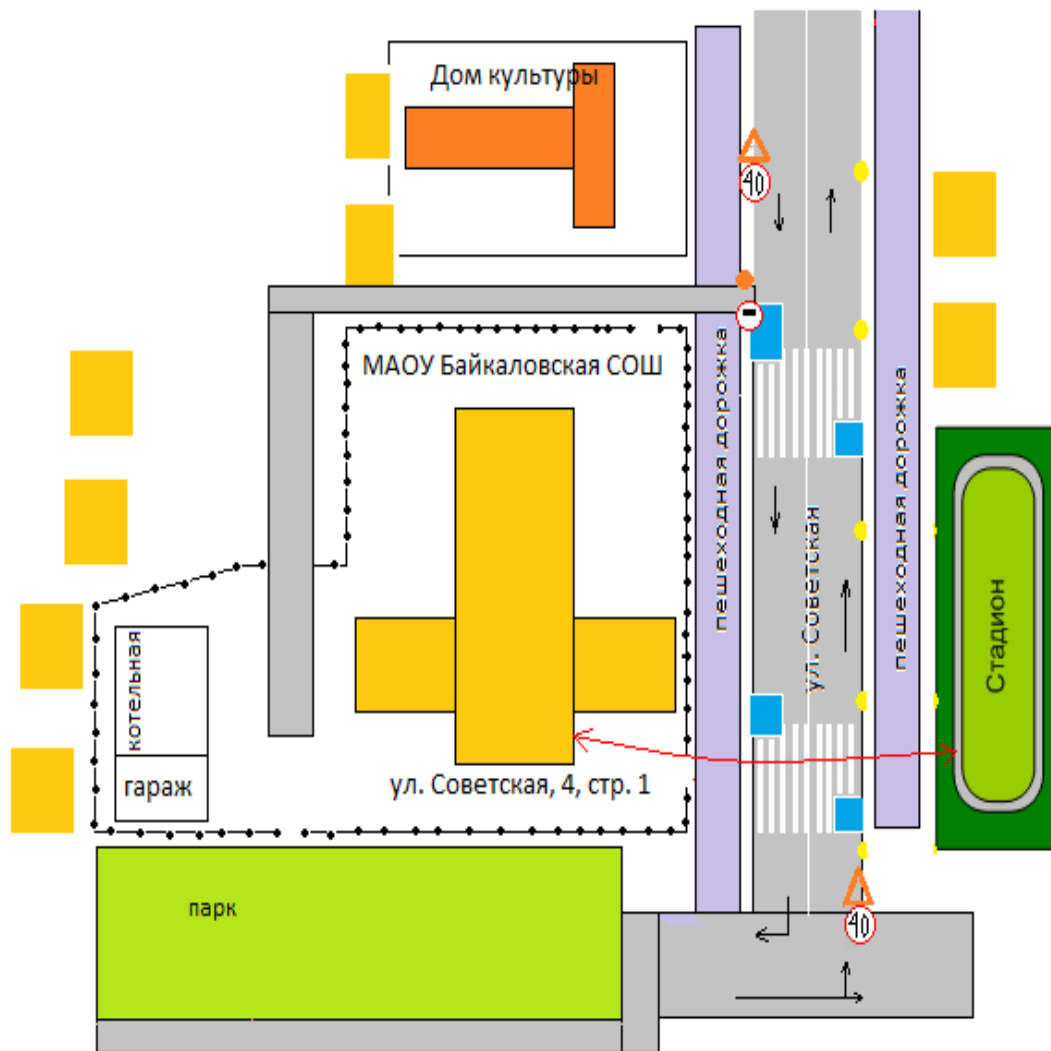 Дом культуры
40
МАОУ Байкаловская СОШ
пешеходная дорожка
ул. Советская
пешеходная дорожка
Стадион
котельная
гараж
ул. Советская, 4, стр. 1
парк
40